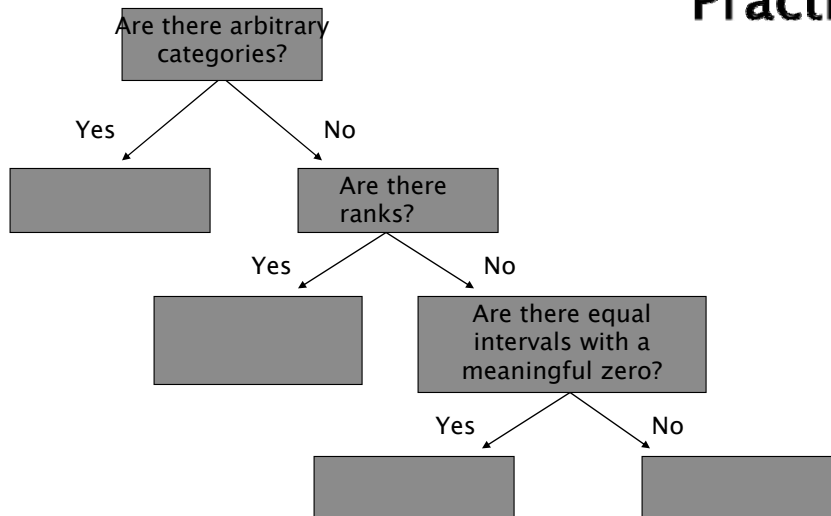 Practi
Are there arbitrary
categories?
Yes
No
Are there
ranks?
Yes
No
Are there equal
intervals with a
meaningful zero?
Yes
No